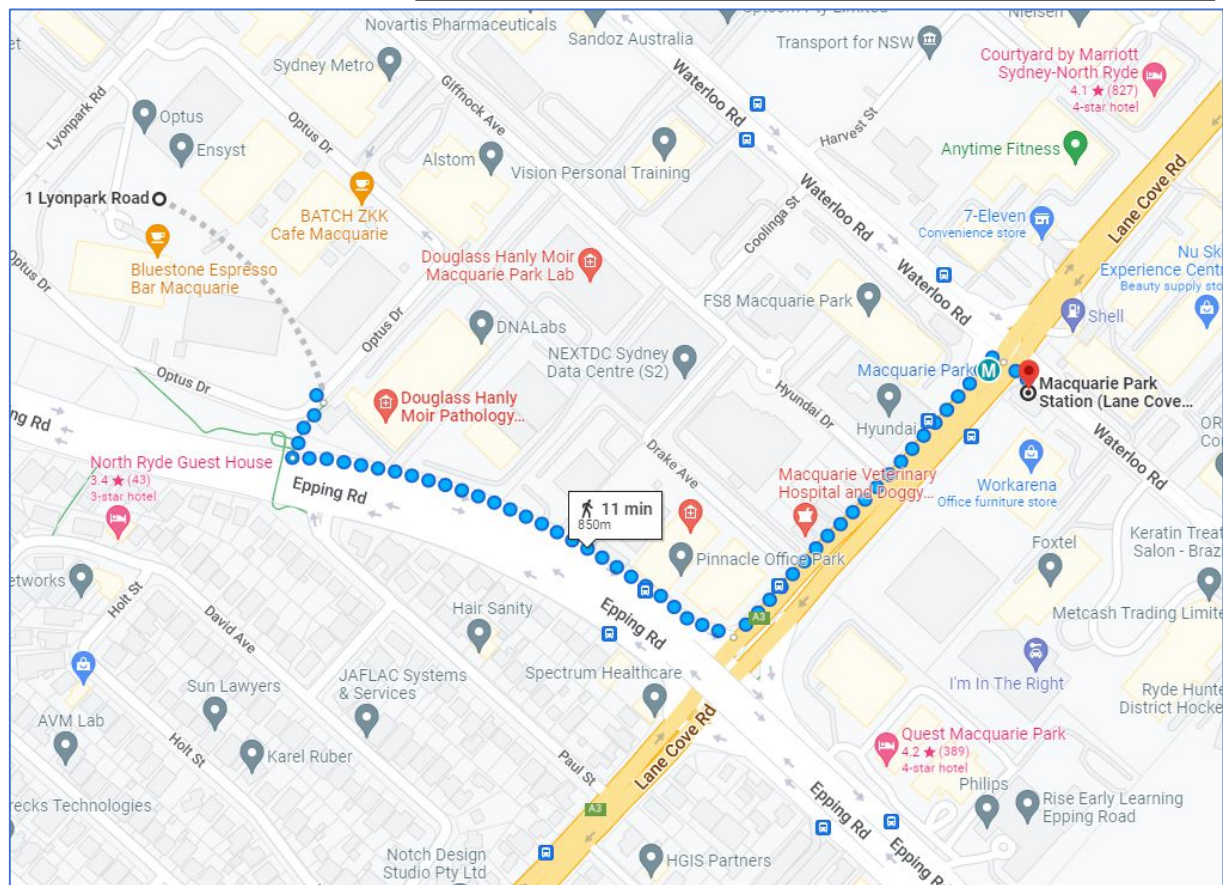 Novartis Pharmaceuticals
Sandoz Australia
Nielsen
Transport for NSW
Courtyard by Marriott
Sydney-North Ryde
4.1 ★ (827)
4-star hotel
Sydney Metro
Giffnock Ave
Waterloo Rd
Harvest St
Lyonpark Rd
Optus
Optus Dr
Ensyst
Alstom
Vision Personal Training
Anytime Fitness
1 Lyonpark Road
BATCH ZKK
Cafe Macquarie
Waterloo Rd
7-Eleven
Convenience store
Lane Cove Rd
Coolinga St
Bluestone Espresso
Bar Macquarie
Optus Dr
Douglass Hanly Moir
Macquarie Park Lab
Nu Sk
Experience Cent
Beauty supply sto
FS8 Macquarie Park
Waterloo Rd
Shell
DNALabs
Optus Dr
NEXTDC Sydney
Data Centre (S2)
Macquarie Park
M
Macquarie Park
Station (Lane Cove...
Optus Dr
Douglass Hanly
Moir Pathology...
Hyundai Dr
Hyundai
Waterloo Rd
ng Rd
Drake Ave
North Ryde Guest House
3.4 ★ (43)
3-star hotel
Epping Rd
Macquarie Veterinary
Hospital and Doggy...
Workarena
Office furniture store
11 min
850m
Foxtel
Keratin Treat
Salon - Braz
Pinnacle Office Park
etworks
Holt St
David Ave
Hair Sanity
Epping Rd
A3
Metcash Trading Limite
Sun Lawyers
JAFLAC Systems
& Services
Spectrum Healthcare
I'm In The Right
Ryde Hunte
District Hocke
AVM Lab
Holt St
Karel Ruber
Paul St
Lane Cove Rd
Quest Macquarie Park
4.2 ★ (389)
4-star hotel
Philips
recks Technologies
A3
Epping Rd
Rise Early Learning
Epping Road
Notch Design
Studio Pty Ltd
HGIS Partners
Epping R